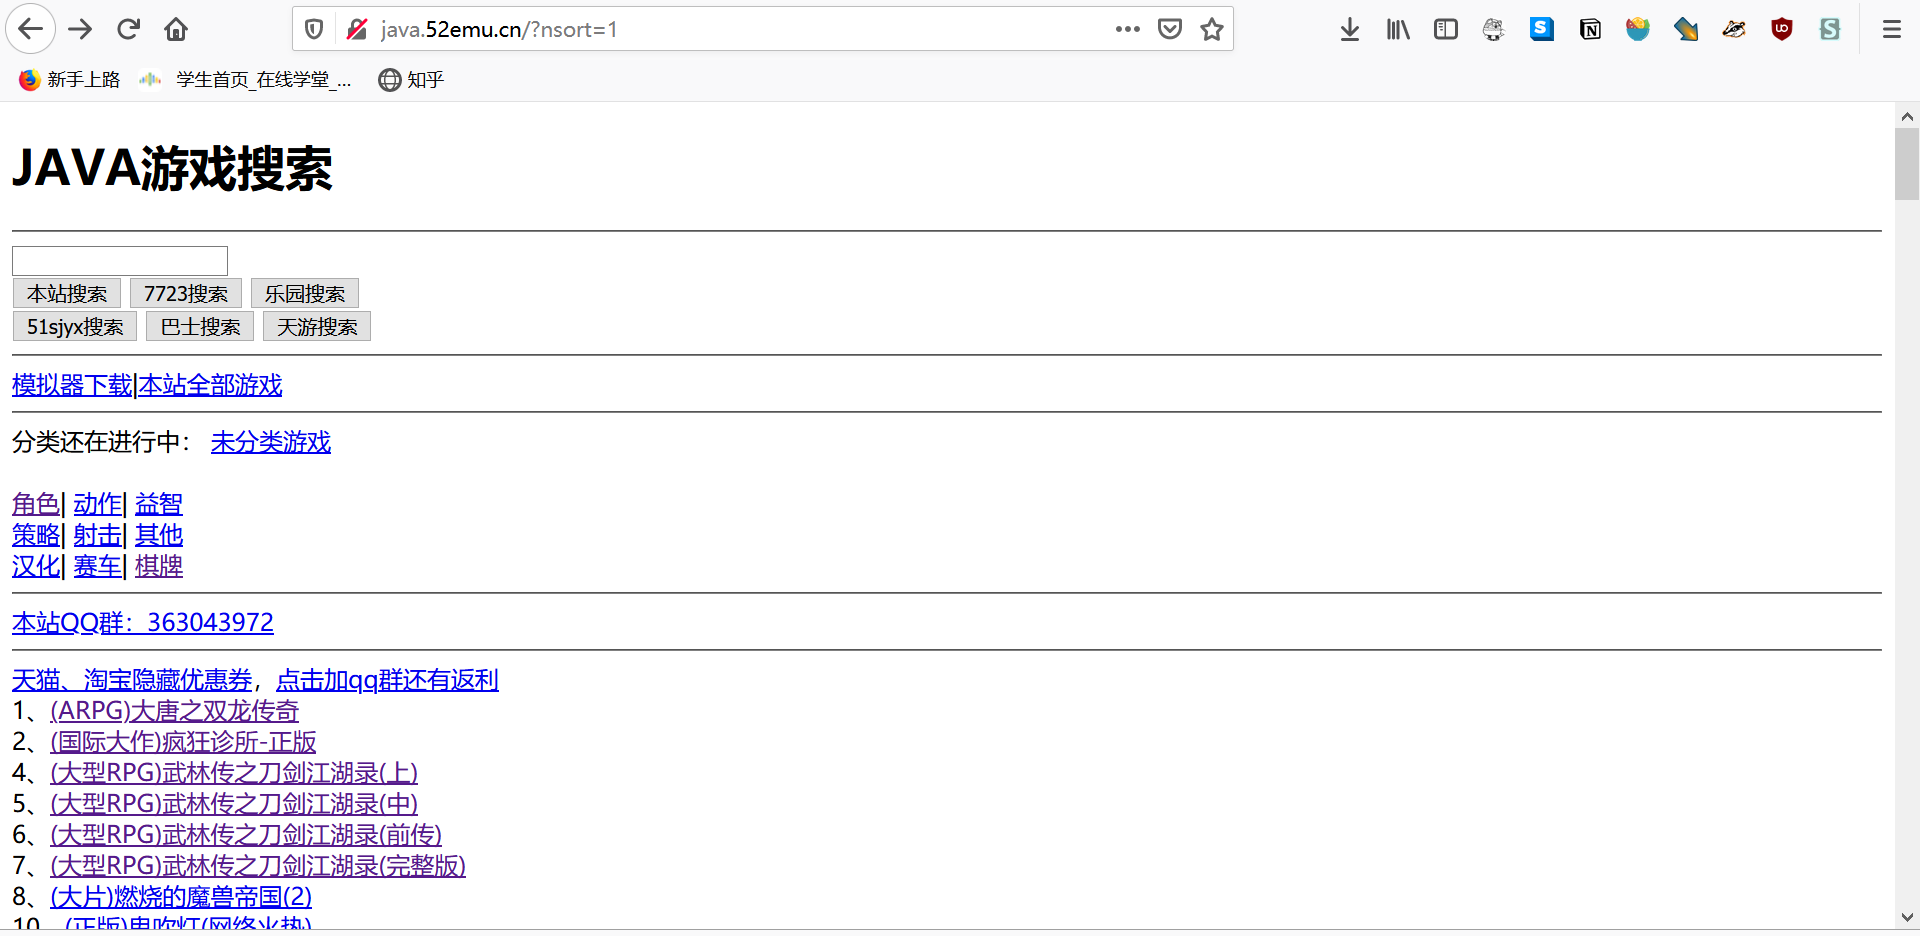 java.52emu.cn/?nsort=1
新手上路 学生首页_在线学堂_... 知乎
JAVA游戏搜索
本站搜索 7723搜索 乐园搜索
51sjyx搜索 巴士搜索 天游搜索
模拟器下载|本站全部游戏
分类还在进行中： 未分类游戏
角色| 动作| 益智
策略| 射击| 其他
汉化| 赛车| 棋牌
本站QQ群：363043972
天猫、淘宝隐藏优惠券，点击加qq群还有返利
1、(ARPG)大唐之双龙传奇
2、(国际大作)疯狂诊所-正版
4、(大型RPG)武林传之刀剑江湖录(上)
5、(大型RPG)武林传之刀剑江湖录(中)
6、(大型RPG)武林传之刀剑江湖录(前传)
7、(大型RPG)武林传之刀剑江湖录(完整版)
8、(大片)燃烧的魔兽帝国(2)
10、(正版)鬼吹灯(网络火热)